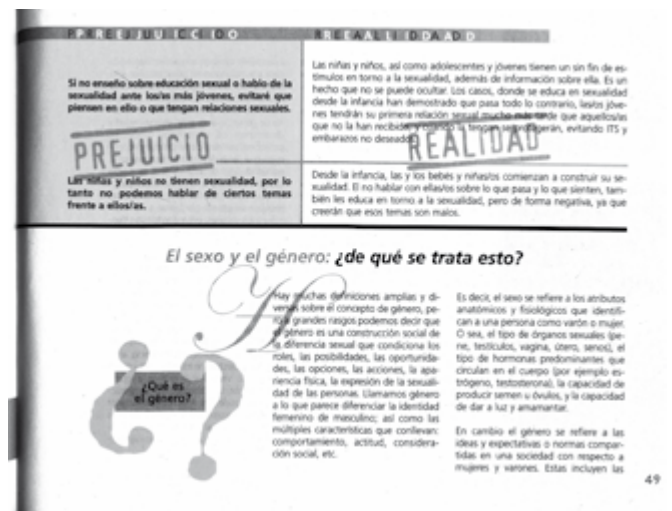 PREJUICIO
REALIDAD
Si no enseño sobre educación sexual o hablo de la
sexualidad ante los/as más jóvenes, evitaré que
piensen en ello o que tengan relaciones sexuales.
Las niñas y niños, así como adolescentes y jóvenes tienen un sin fin de es-
tímulos en torno a la sexualidad, además de información sobre ella. Es un
hecho que no se puede ocultar. Los casos, donde se educa en sexualidad
desde la infancia han demostrado que pasa todo lo contrario, las/os jóve-
nes tendrán su primera relación sexual mucho más tarde que aquellos/as
que no la han recibido, y cuando la tengan se protegerán, evitando ITS y
embarazos no deseados.
PREJUICIO
REALIDAD
Las niñas y niños no tienen sexualidad, por lo
tanto no podemos hablar de ciertos temas
frente a ellos/as.
Desde la infancia, las y los bebés y niñas/os comienzan a construir su se-
xualidad. El no hablar con ellas/os sobre lo que pasa y lo que sienten, tam-
bién les educa en torno a la sexualidad, pero de forma negativa, ya que
creerán que esos temas son malos.
El sexo y el género: ¿de qué se trata esto?
¿Qué es
el género?
Hay muchas definiciones amplias y di-
versas sobre el concepto de género, pe-
ro a grandes rasgos podemos decir que
el género es una construcción social de
la diferencia sexual que condiciona los
roles, las posibilidades, las oportunida-
des, las opciones, las acciones, la apa-
riencia física, la expresión de la sexuali-
dad de las personas. Llamamos género
a lo que parece diferenciar la identidad
femenino de masculino; así como las
múltiples características que conllevan:
comportamiento, actitud, considera-
ción social, etc.
Es decir, el sexo se refiere a los atributos
anatómicos y fisiológicos que identifi-
can a una persona como varón o mujer.
O sea, el tipo de órganos sexuales (pe-
ne, testículos, vagina, útero, senos), el
tipo de hormonas predominantes que
circulan en el cuerpo (por ejemplo es-
trógeno, testosterona), la capacidad de
producir semen u óvulos, y la capacidad
de dar a luz y amamantar.
En cambio el género se refiere a las
ideas y expectativas o normas compar-
tidas en una sociedad con respecto a
mujeres y varones. Estas incluyen las
49